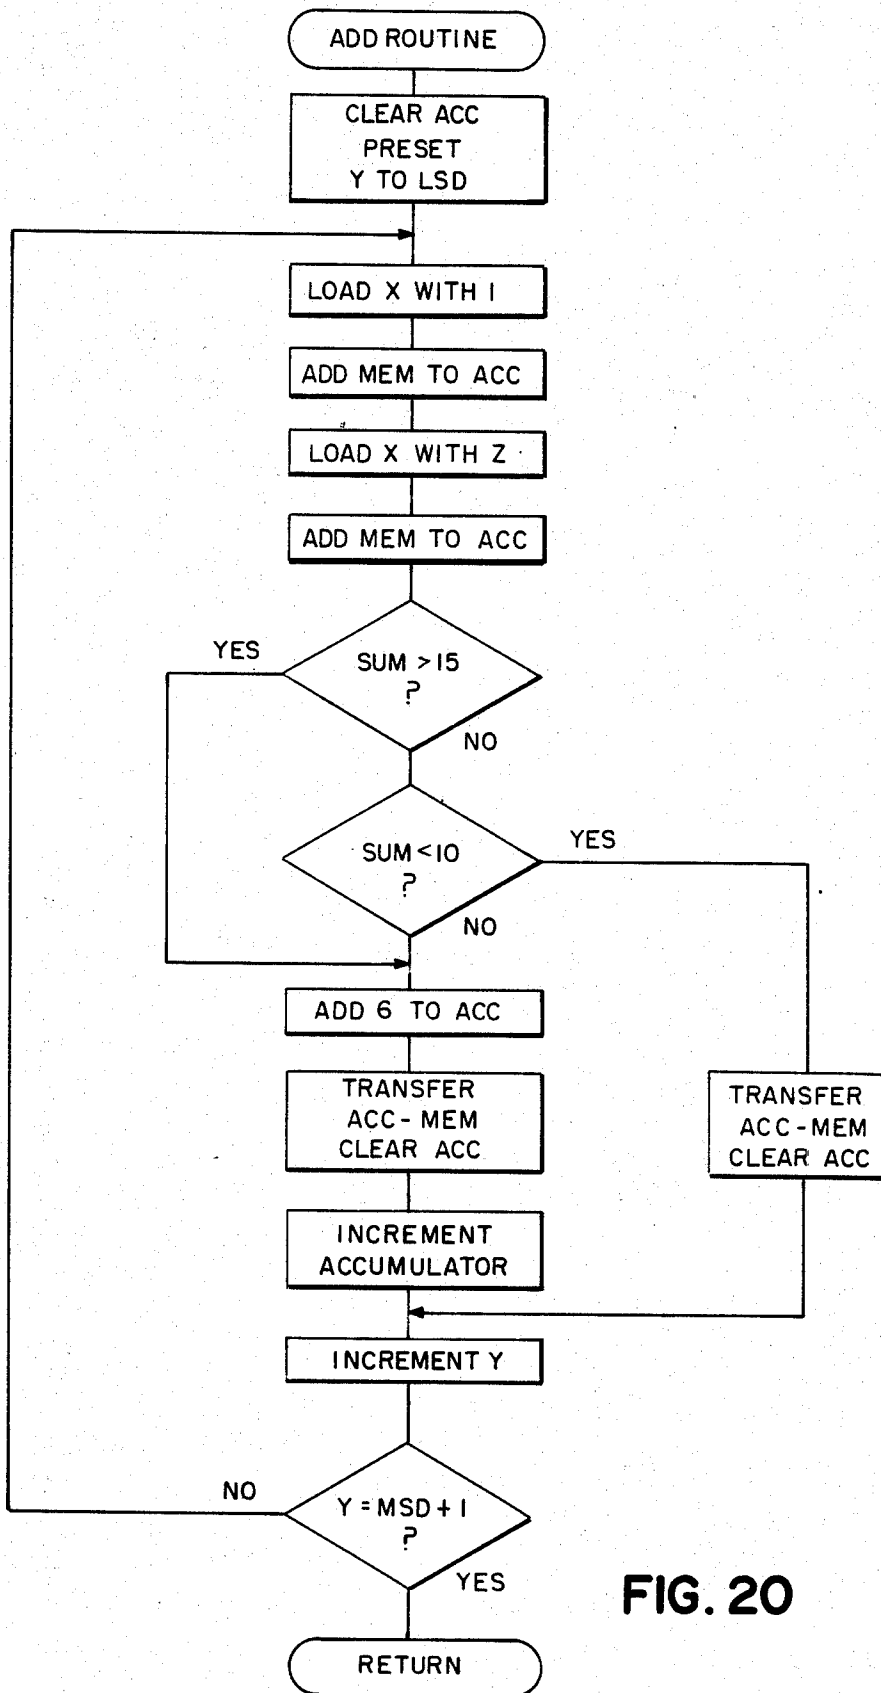 ADD ROUTINE
CLEAR ACC
PRESET
Y TO LSD
LOAD X WITH 1
ADD MEM TO ACC
LOAD X WITH Z
ADD MEM TO ACC
YES
SUM >15
?
NO
SUM <10
?
YES
NO
ADD 6 TO ACC
TRANSFER
ACC-MEM
CLEAR ACC
TRANSFER
ACC-MEM
CLEAR ACC
INCREMENT
ACCUMULATOR
INCREMENT Y
NO
Y = MSD + 1
?
YES
FIG. 20
RETURN